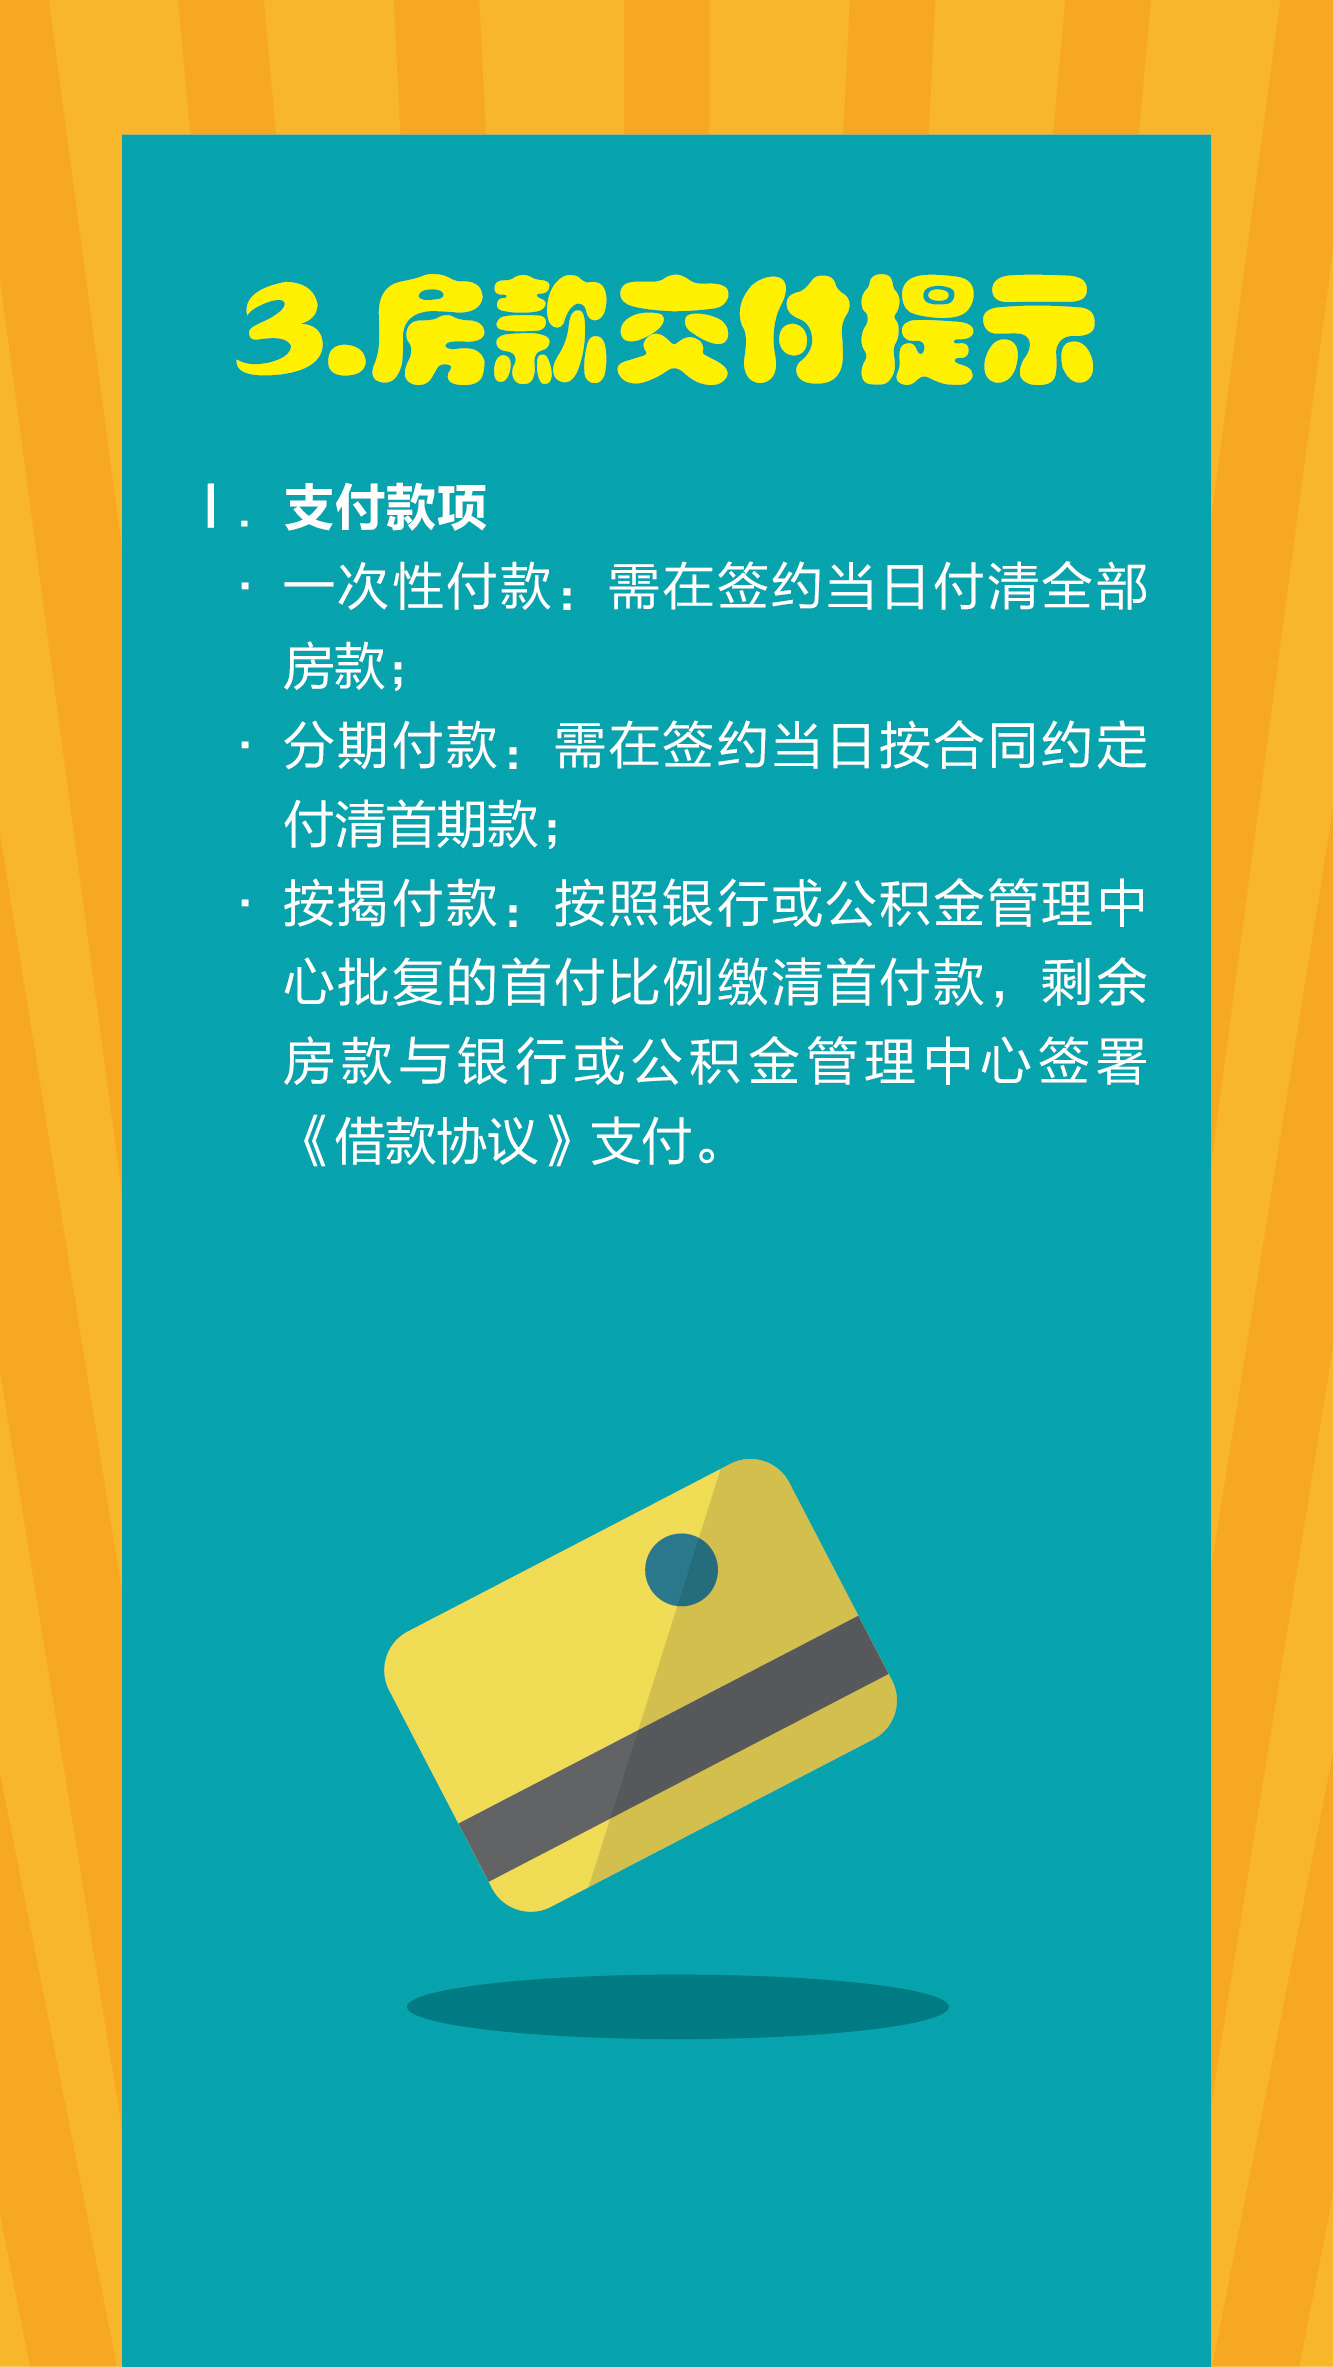 3.房款交付提示
Ⅰ. 支付款项
· 一次性付款：需在签约当日付清全部
房款；
· 分期付款：需在签约当日按合同约定
付清首期款；
· 按揭付款：按照银行或公积金管理中
心批复的首付比例缴清首付款，剩余
房款与银行或公积金管理中心签署
《借款协议》支付。